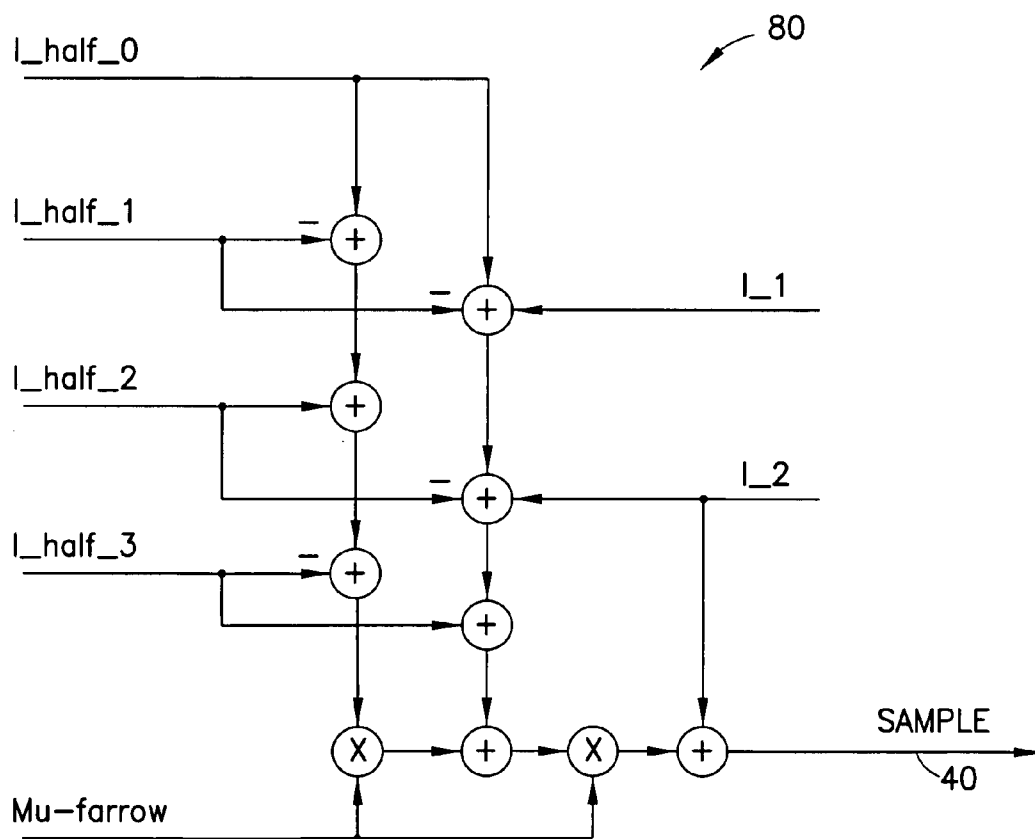 I_half_0
80
I_half_1
−
+
−
+
I_1
I_half_2
+
−
+
I_2
I_half_3
−
+
+
X
+
X
+
SAMPLE
40
Mu-farrow